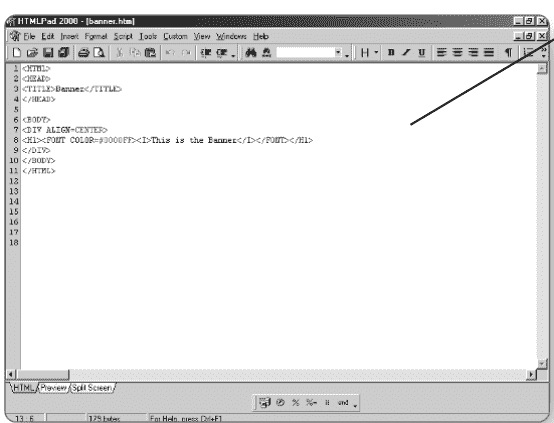 HTMLPad 2000 - [banner.htm]
File Edit Insert Format Script Tools Custom View Windows Help
H B I U
1 <HTML>
2 <HEAD>
3 <TITLE>Banner</TITLE>
4 </HEAD>
5
6 <BODY>
7 <DIV ALIGN=CENTER>
8 <H1><FONT COLOR=#0000FF><I>This is the Banner</I></FONT></H1>
9 </DIV>
10 </BODY>
11 </HTML>
12
13
14
15
16
17
18
HTML Preview Split Screen
% %= and
13 : 6 179 bytes For Help, press Ctrl+F1